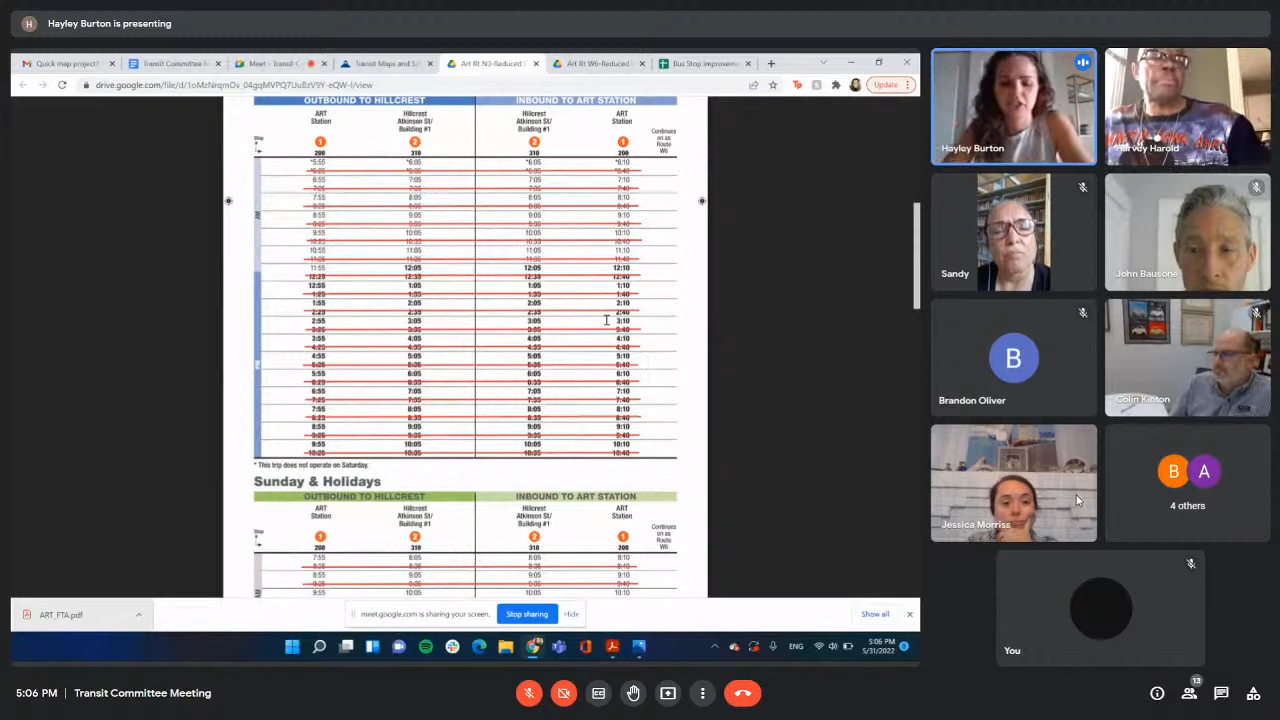 H Hayley Burton is presenting
Quick map project?
Transit Committee M
Meet - Transit C
Transit Maps and Sc
Art Rt N3-Reduced
Art Rt W6-Reduced
Bus Stop Improveme
drive.google.com/file/d/
Update
OUTBOUND TO HILLCREST INBOUND TO ART STATION
ART Station Hillcrest Atkinson St/ Building #1 Hillcrest Atkinson St/ Building #1 ART Station Continues on as Route W6
1 2 2 1
200 310 310 200
*5:55 *6:05 *6:05 *6:10
6:55 7:05 7:05 7:10
7:55 8:05 8:05 8:10
8:55 9:05 9:05 9:10
9:55 10:05 10:05 10:10
10:55 11:05 11:05 11:10
11:55 12:05 12:05 12:10
12:55 1:05 1:05 1:10
1:55 2:05 2:05 2:10
2:55 3:05 3:05 3:10
3:55 4:05 4:05 4:10
4:55 5:05 5:05 5:10
5:55 6:05 6:05 6:10
6:55 7:05 7:05 7:10
7:55 8:05 8:05 8:10
8:55 9:05 9:05 9:10
9:55 10:05 10:05 10:10
* This trip does not operate on Saturday.
Sunday & Holidays
OUTBOUND TO HILLCREST INBOUND TO ART STATION
ART Station Hillcrest Atkinson St/ Building #1 Hillcrest Atkinson St/ Building #1 ART Station Continues on as Route W6
1 2 2 1
200 310 310 200
7:55 8:05 8:05 8:10
8:55 9:05 9:05 9:10
9:55 10:05 10:05 10:10
ART_FTA.pdf
meet.google.com is sharing your screen.
Stop sharing
Hide
Show all
ENG
5:06 PM
5/31/2022
Hayley Burton
Harvey Harold
Sandy
John Bausone
B
Brandon Oliver
Colin Kinton
Jessica Morriss
B A
4 others
You
5:06 PM | Transit Committee Meeting
13